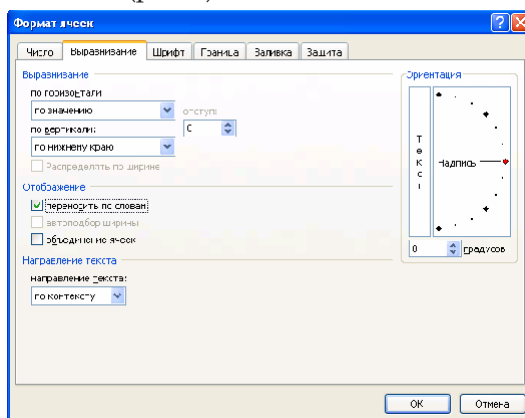 Формат ячеек
Число Выравнивание Шрифт Граница Заливка Защита
Выравнивание
по горизонтали
по значению
отступ:
по вертикали:
0
по нижнему краю
Распределять по ширине
Отображение
переносить по словам
автоподбор ширины
объединение ячеек
Направление текста
направление текста:
по контексту
Ориентация
Текст
Надпись
0 градусов
ОК Отмена